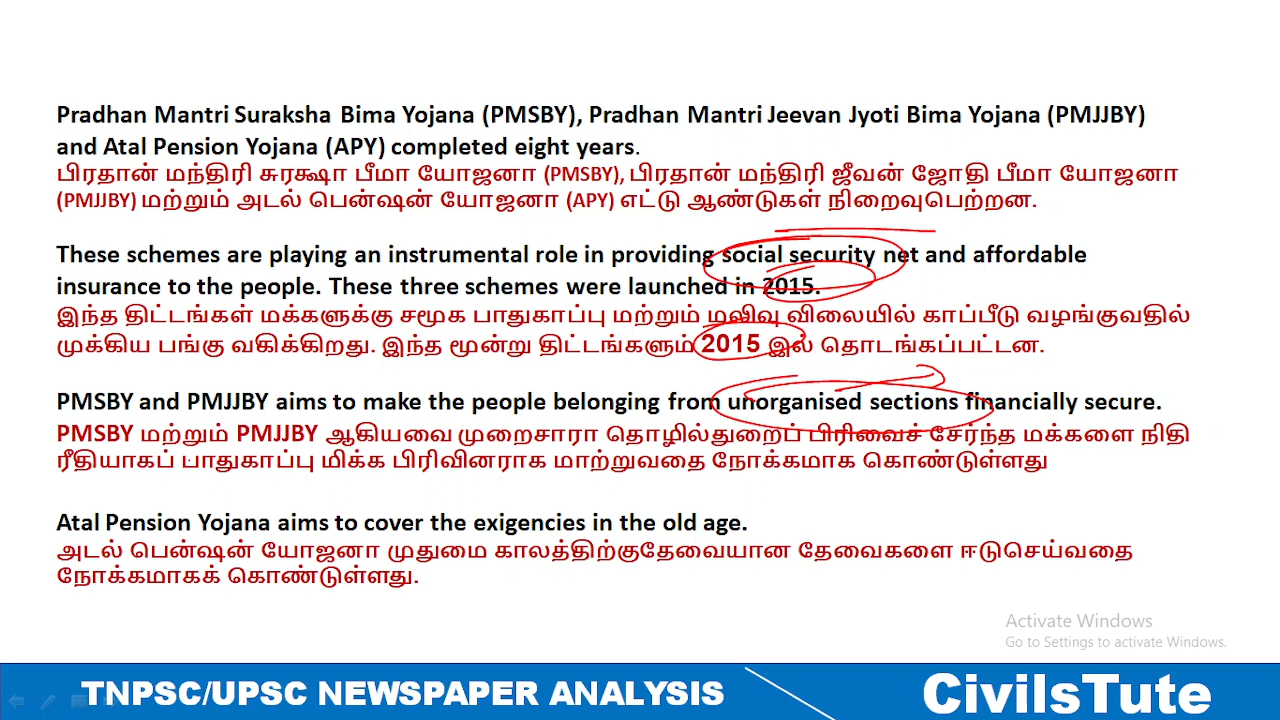 Pradhan Mantri Suraksha Bima Yojana (PMSBY), Pradhan Mantri Jeevan Jyoti Bima Yojana (PMJJBY)
and Atal Pension Yojana (APY) completed eight years.
பிரதான் மந்திரி சுரக்ஷா பீமா யோஜனா (PMSBY), பிரதான் மந்திரி ஜீவன் ஜோதி பீமா யோஜனா
(PMJJBY) மற்றும் அடல் பென்ஷன் யோஜனா (APY) எட்டு ஆண்டுகள் நிறைவுபெற்றன.
These schemes are playing an instrumental role in providing social security net and affordable
insurance to the people. These three schemes were launched in 2015.
இந்த திட்டங்கள் மக்களுக்கு சமூக பாதுகாப்பு மற்றும் மலிவு விலையில் காப்பீடு வழங்குவதில்
முக்கிய பங்கு வகிக்கிறது. இந்த மூன்று திட்டங்களும் 2015 இல் தொடங்கப்பட்டன.
PMSBY and PMJJBY aims to make the people belonging from unorganised sections financially secure.
PMSBY மற்றும் PMJJBY ஆகியவை முறைசாரா தொழில்துறைப் பிரிவைச் சேர்ந்த மக்களை நிதி
ரீதியாகப் பாதுகாப்பு மிக்க பிரிவினராக மாற்றுவதை நோக்கமாக கொண்டுள்ளது
Atal Pension Yojana aims to cover the exigencies in the old age.
அடல் பென்ஷன் யோஜனா முதுமை காலத்திற்குதேவையான தேவைகளை ஈடுசெய்வதை
நோக்கமாகக் கொண்டுள்ளது.
Activate Windows
Go to Settings to activate Windows.
TNPSC/UPSC NEWSPAPER ANALYSIS
CivilsTute